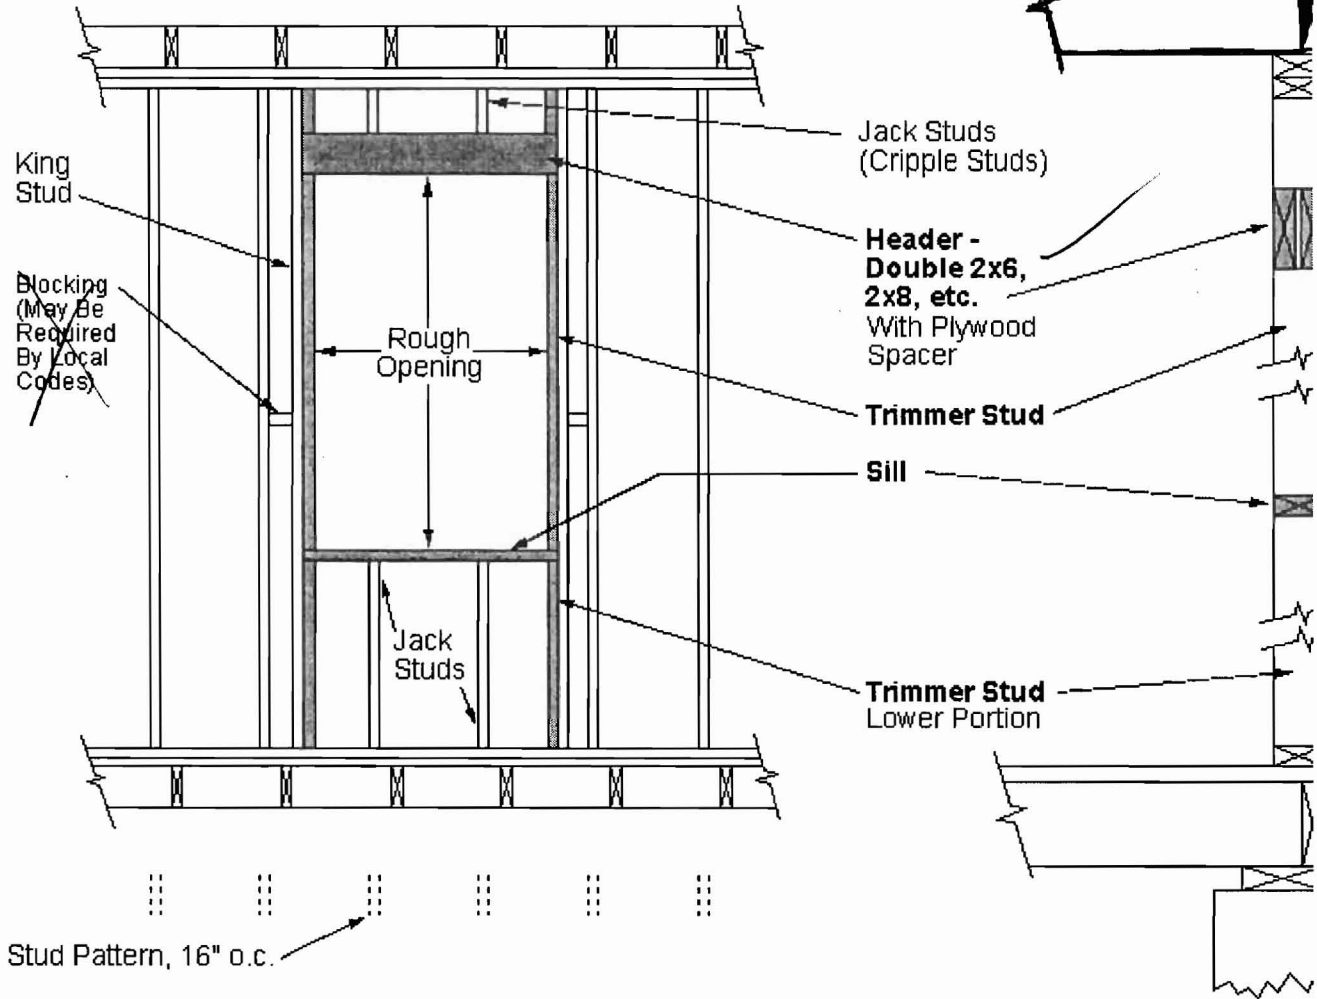 Jack Studs
(Cripple Studs)
King
Stud
Header -
Double 2x6,
2x8, etc.
With Plywood
Spacer
Blocking
(May Be
Required
By Local
Codes)
Rough
Opening
Trimmer Stud
Sill
Jack
Studs
Trimmer Stud
Lower Portion
Stud Pattern, 16" o.c.